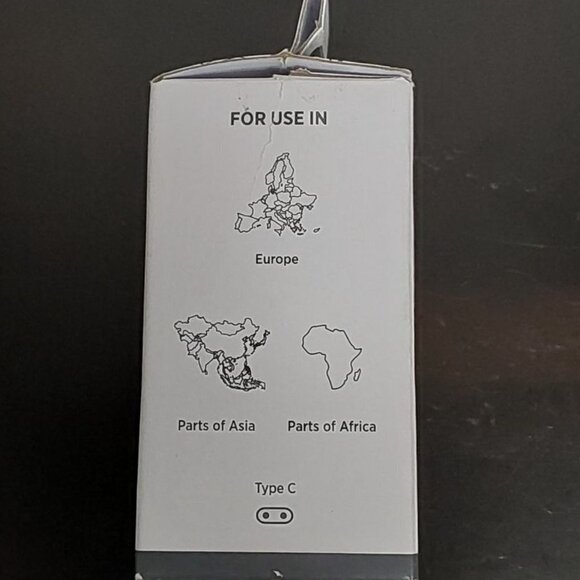 FOR USE IN
Europe
Parts of Asia
Parts of Africa
Type C